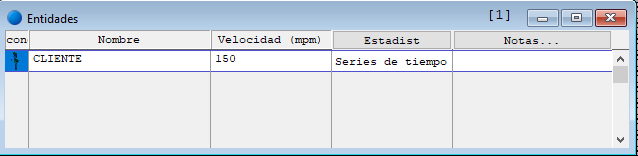 Entidades [1]
con Nombre Velocidad (mpm) Estadist Notas...
CLIENTE 150 Series de tiempo